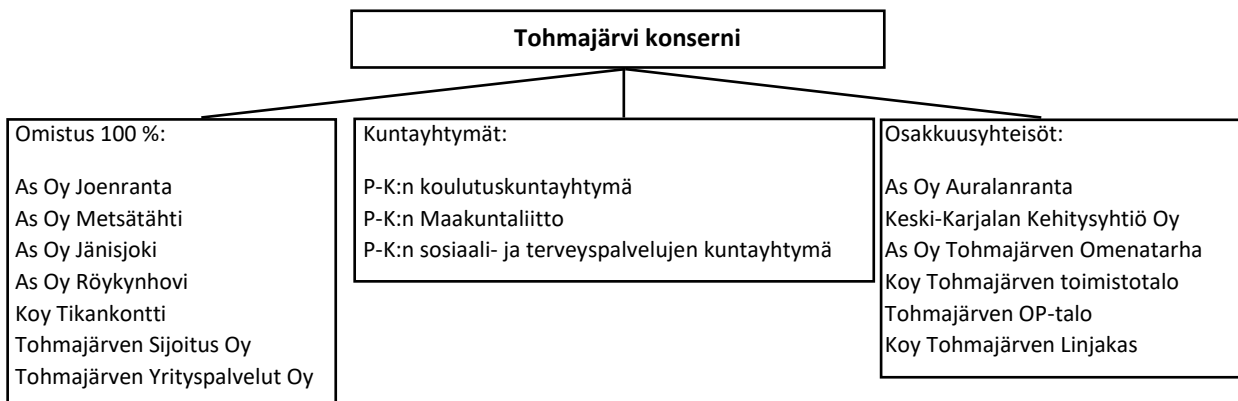 Tohmajärvi konserni
Omistus 100 %:
As Oy Joenranta
As Oy Metsätähti
As Oy Jänisjoki
As Oy Röykynhovi
Koy Tikankontti
Tohmajärven Sijoitus Oy
Tohmajärven Yrityspalvelut Oy
Kuntayhtymät:
P-K:n koulutuskuntayhtymä
P-K:n Maakuntaliitto
P-K:n sosiaali- ja terveyspalvelujen kuntayhtymä
Osakkuusyhteisöt:
As Oy Auralanranta
Keski-Karjalan Kehitysyhtiö Oy
As Oy Tohmajärven Omenatarha
Koy Tohmajärven toimistotalo
Tohmajärven OP-talo
Koy Tohmajärven Linjakas